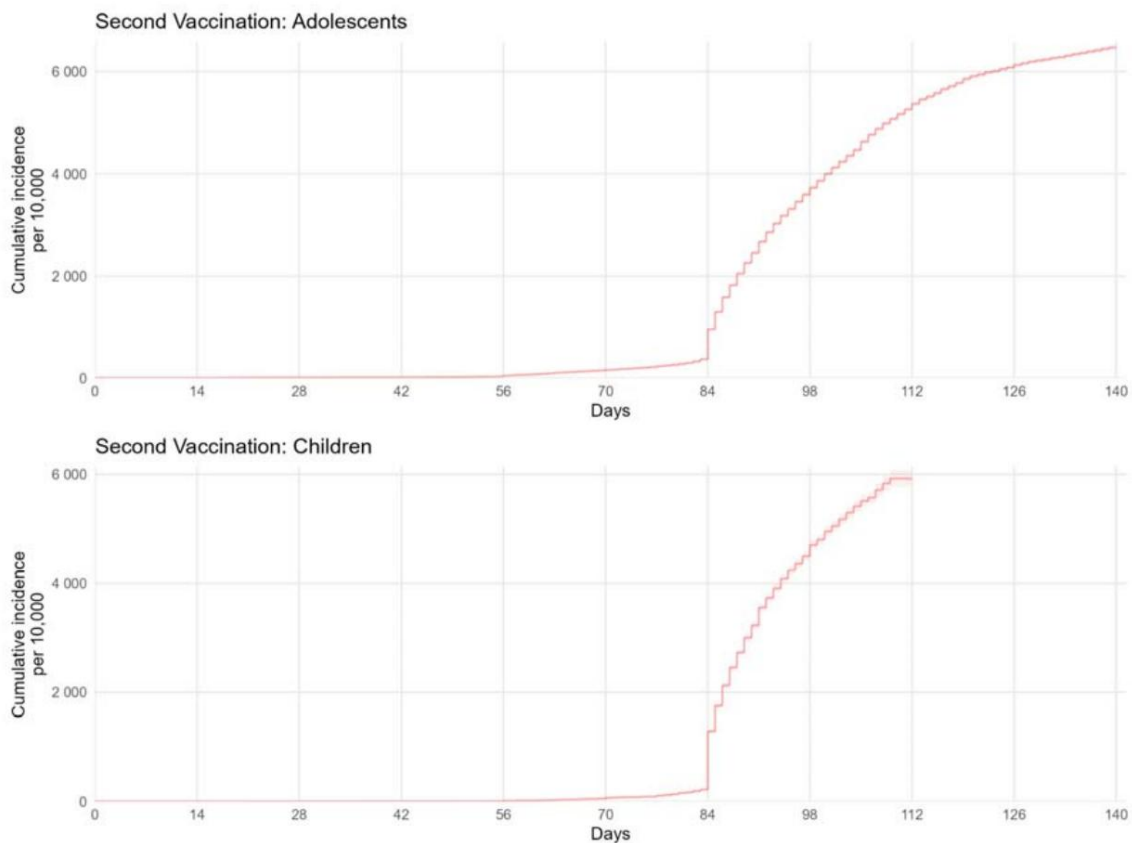 Second Vaccination: Adolescents
Cumulative incidence
per 10,000
6 000
4 000
2 000
0
0 14 28 42 56 70 84 98 112 126 140
Days
Second Vaccination: Children
Cumulative incidence
per 10,000
6 000
4 000
2 000
0
0 14 28 42 56 70 84 98 112 126 140
Days